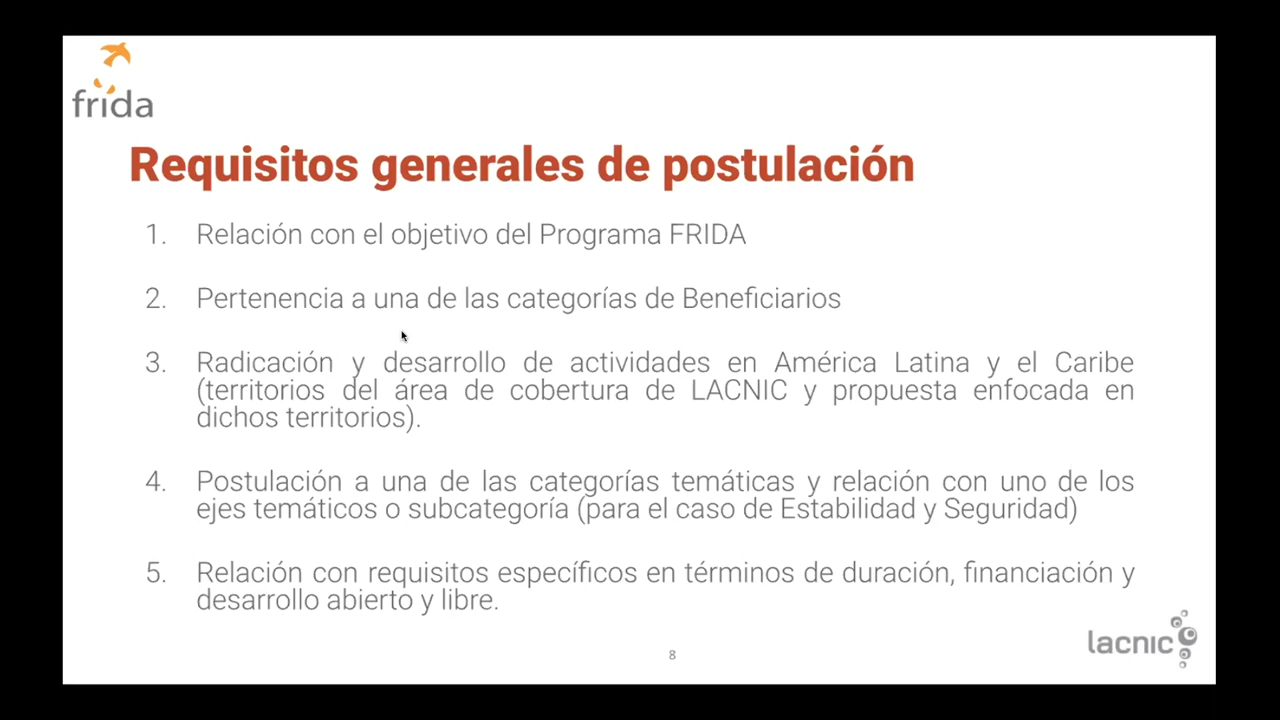 frida
Requisitos generales de postulación
1. Relación con el objetivo del Programa FRIDA
2. Pertenencia a una de las categorías de Beneficiarios
3. Radicación y desarrollo de actividades en América Latina y el Caribe
(territorios del área de cobertura de LACNIC y propuesta enfocada en
dichos territorios).
4. Postulación a una de las categorías temáticas y relación con uno de los
ejes temáticos o subcategoría (para el caso de Estabilidad y Seguridad)
5. Relación con requisitos específicos en términos de duración, financiación y
desarrollo abierto y libre.
8
lacnic